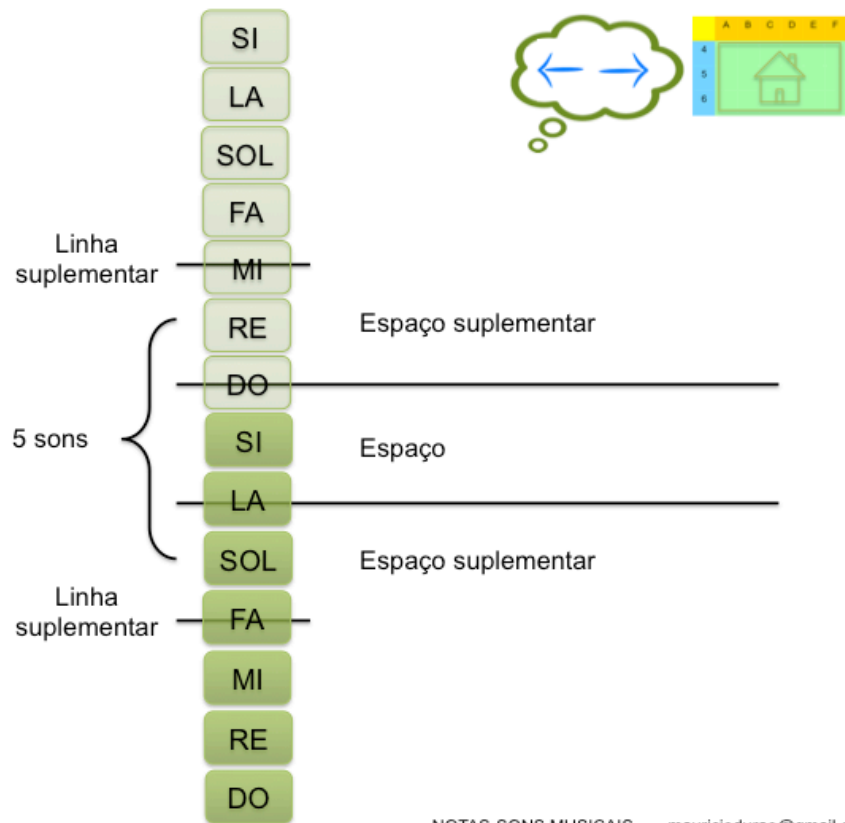 SI
A B C D E F
4
LA
5
6
SOL
FA
Linha
suplementar
MI
RE
Espaço suplementar
DO
5 sons
SI
Espaço
LA
SOL
Espaço suplementar
Linha
suplementar
FA
MI
RE
DO